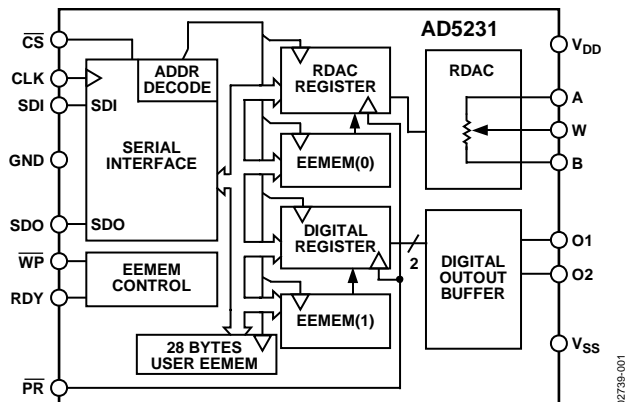 AD5231
CS
CLK
SDI
GND
SDO
WP
RDY
PR
SDI
ADDR
DECODE
SERIAL
INTERFACE
SDO
EEMEM
CONTROL
28 BYTES
USER EEMEM
RDAC
REGISTER
EEMEM(0)
DIGITAL
REGISTER
EEMEM(1)
2
RDAC
DIGITAL
OUTOUT
BUFFER
VDD
A
W
B
O1
O2
VSS
02739-001